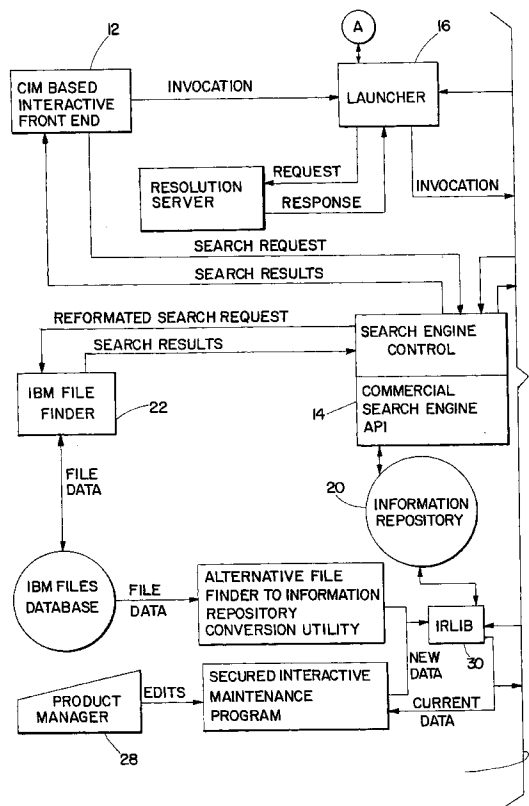 12
A
16
CIM BASED
INTERACTIVE
FRONT END
INVOCATION
LAUNCHER
RESOLUTION
SERVER
REQUEST
RESPONSE
INVOCATION
SEARCH REQUEST
SEARCH RESULTS
REFORMATED SEARCH REQUEST
SEARCH RESULTS
SEARCH ENGINE
CONTROL
IBM FILE
FINDER
22
14
COMMERCIAL
SEARCH ENGINE
API
FILE
DATA
20
INFORMATION
REPOSITORY
IBM FILES
DATABASE
FILE
DATA
ALTERNATIVE FILE
FINDER TO INFORMATION
REPOSITORY
CONVERSION UTILITY
IRLIB
30
NEW
DATA
PRODUCT
MANAGER
28
EDITS
SECURED INTERACTIVE
MAINTENANCE
PROGRAM
CURRENT
DATA